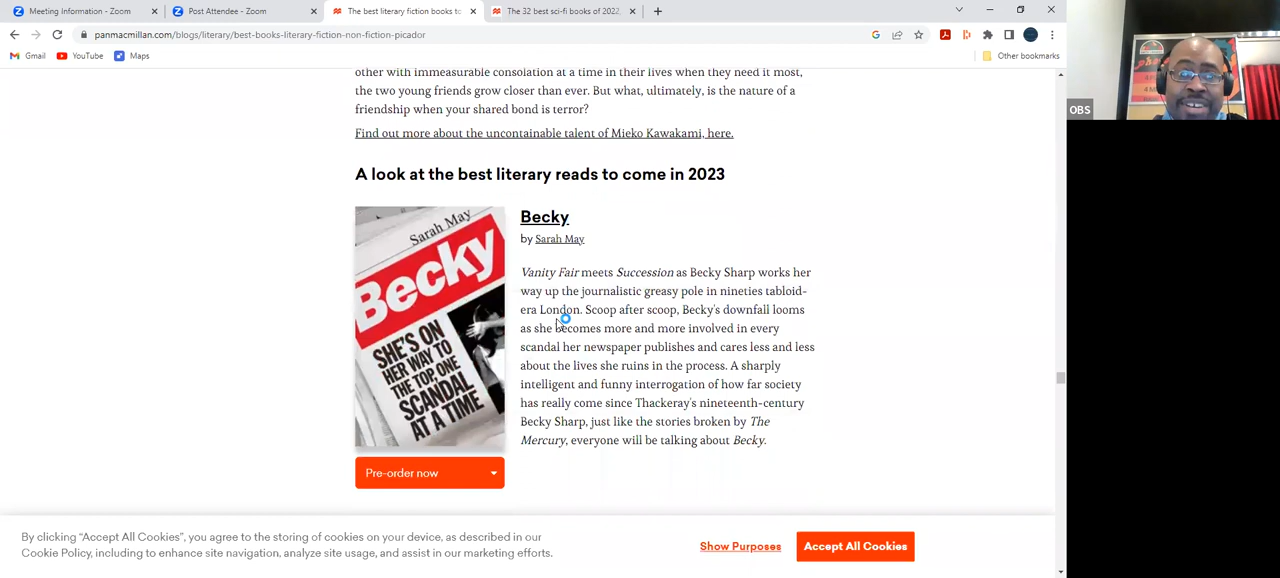 Meeting Information - Zoom
Post Attendee - Zoom
The best literary fiction books to
The 32 best sci-fi books of 2022,
panmacmillan.com/blogs/literary/best-books-literary-fiction-non-fiction-picador
Gmail
YouTube
Maps
Other bookmarks
OBS
other with immeasurable consolation at a time in their lives when they need it most,
the two young friends grow closer than ever. But what, ultimately, is the nature of a
friendship when your shared bond is terror?
Find out more about the uncontainable talent of Mieko Kawakami, here.
A look at the best literary reads to come in 2023
Sarah May
Becky
SHE'S ON
HER WAY TO
THE TOP ONE
SCANDAL
AT A TIME
Pre-order now
Becky
by Sarah May
Vanity Fair meets Succession as Becky Sharp works her
way up the journalistic greasy pole in nineties tabloid-
era London. Scoop after scoop, Becky's downfall looms
as she becomes more and more involved in every
scandal her newspaper publishes and cares less and less
about the lives she ruins in the process. A sharply
intelligent and funny interrogation of how far society
has really come since Thackeray's nineteenth-century
Becky Sharp, just like the stories broken by The
Mercury, everyone will be talking about Becky.
By clicking "Accept All Cookies", you agree to the storing of cookies on your device, as described in our
Cookie Policy, including to enhance site navigation, analyze site usage, and assist in our marketing efforts.
Show Purposes
Accept All Cookies